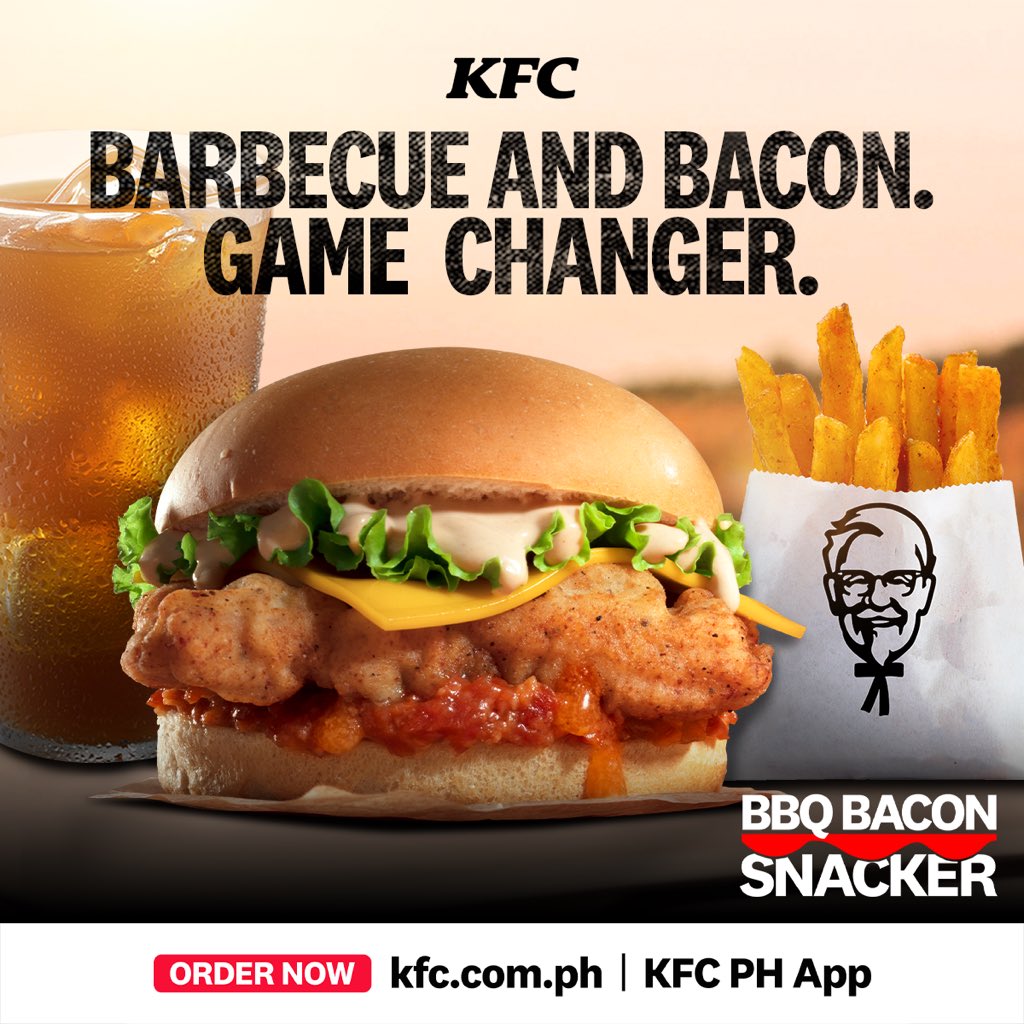 KFC
BARBECUE AND BACON.
GAME CHANGER.
BBQ BACON
SNACKER
ORDER NOW kfc.com.ph | KFC PH App